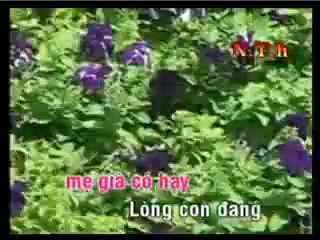 N.T.h
mẹ già có hay
Lòng con đang